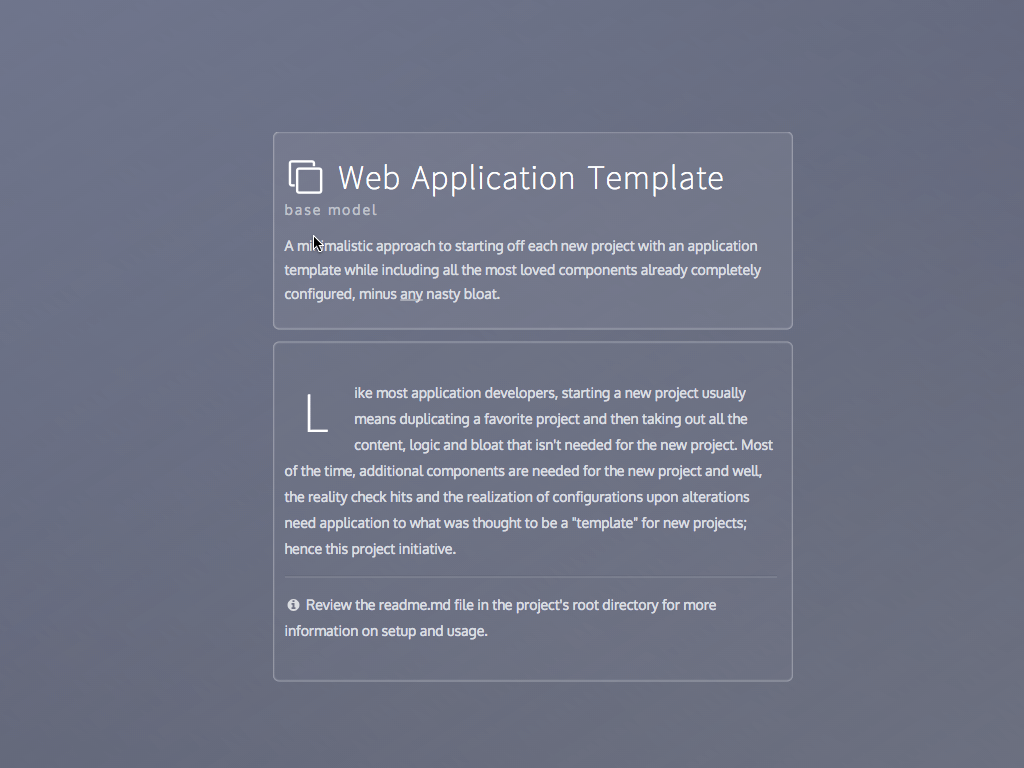 Web Application Template
base model
A minimalistic approach to starting off each new project with an application
template while including all the most loved components already completely
configured, minus any nasty bloat.
Like most application developers, starting a new project usually
means duplicating a favorite project and then taking out all the
content, logic and bloat that isn't needed for the new project. Most
of the time, additional components are needed for the new project and well,
the reality check hits and the realization of configurations upon alterations
need application to what was thought to be a "template" for new projects;
hence this project initiative.
Review the readme.md file in the project's root directory for more
information on setup and usage.